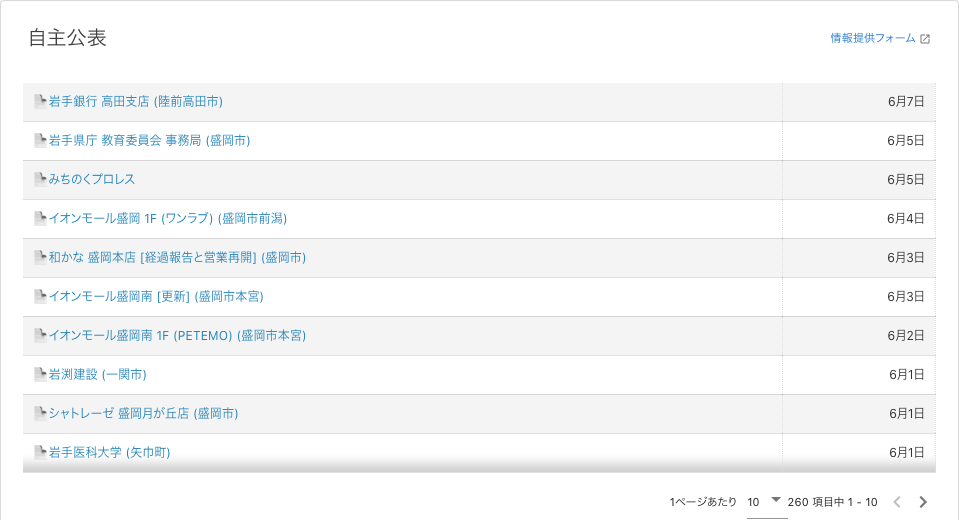 自主公表
情報提供フォーム
岩手銀行 高田支店 (陸前高田市) 6月7日
岩手県庁 教育委員会 事務局 (盛岡市) 6月5日
みちのくプロレス 6月5日
イオンモール盛岡 1F (ワンラブ) (盛岡市前潟) 6月4日
和かな 盛岡本店 [経過報告と営業再開] (盛岡市) 6月3日
イオンモール盛岡南 [更新] (盛岡市本宮) 6月3日
イオンモール盛岡南 1F (PETEMO) (盛岡市本宮) 6月2日
岩渕建設 (一関市) 6月1日
シャトレーゼ 盛岡月が丘店 (盛岡市) 6月1日
岩手医科大学 (矢巾町) 6月1日
1ページあたり 10 260 項目中 1 - 10